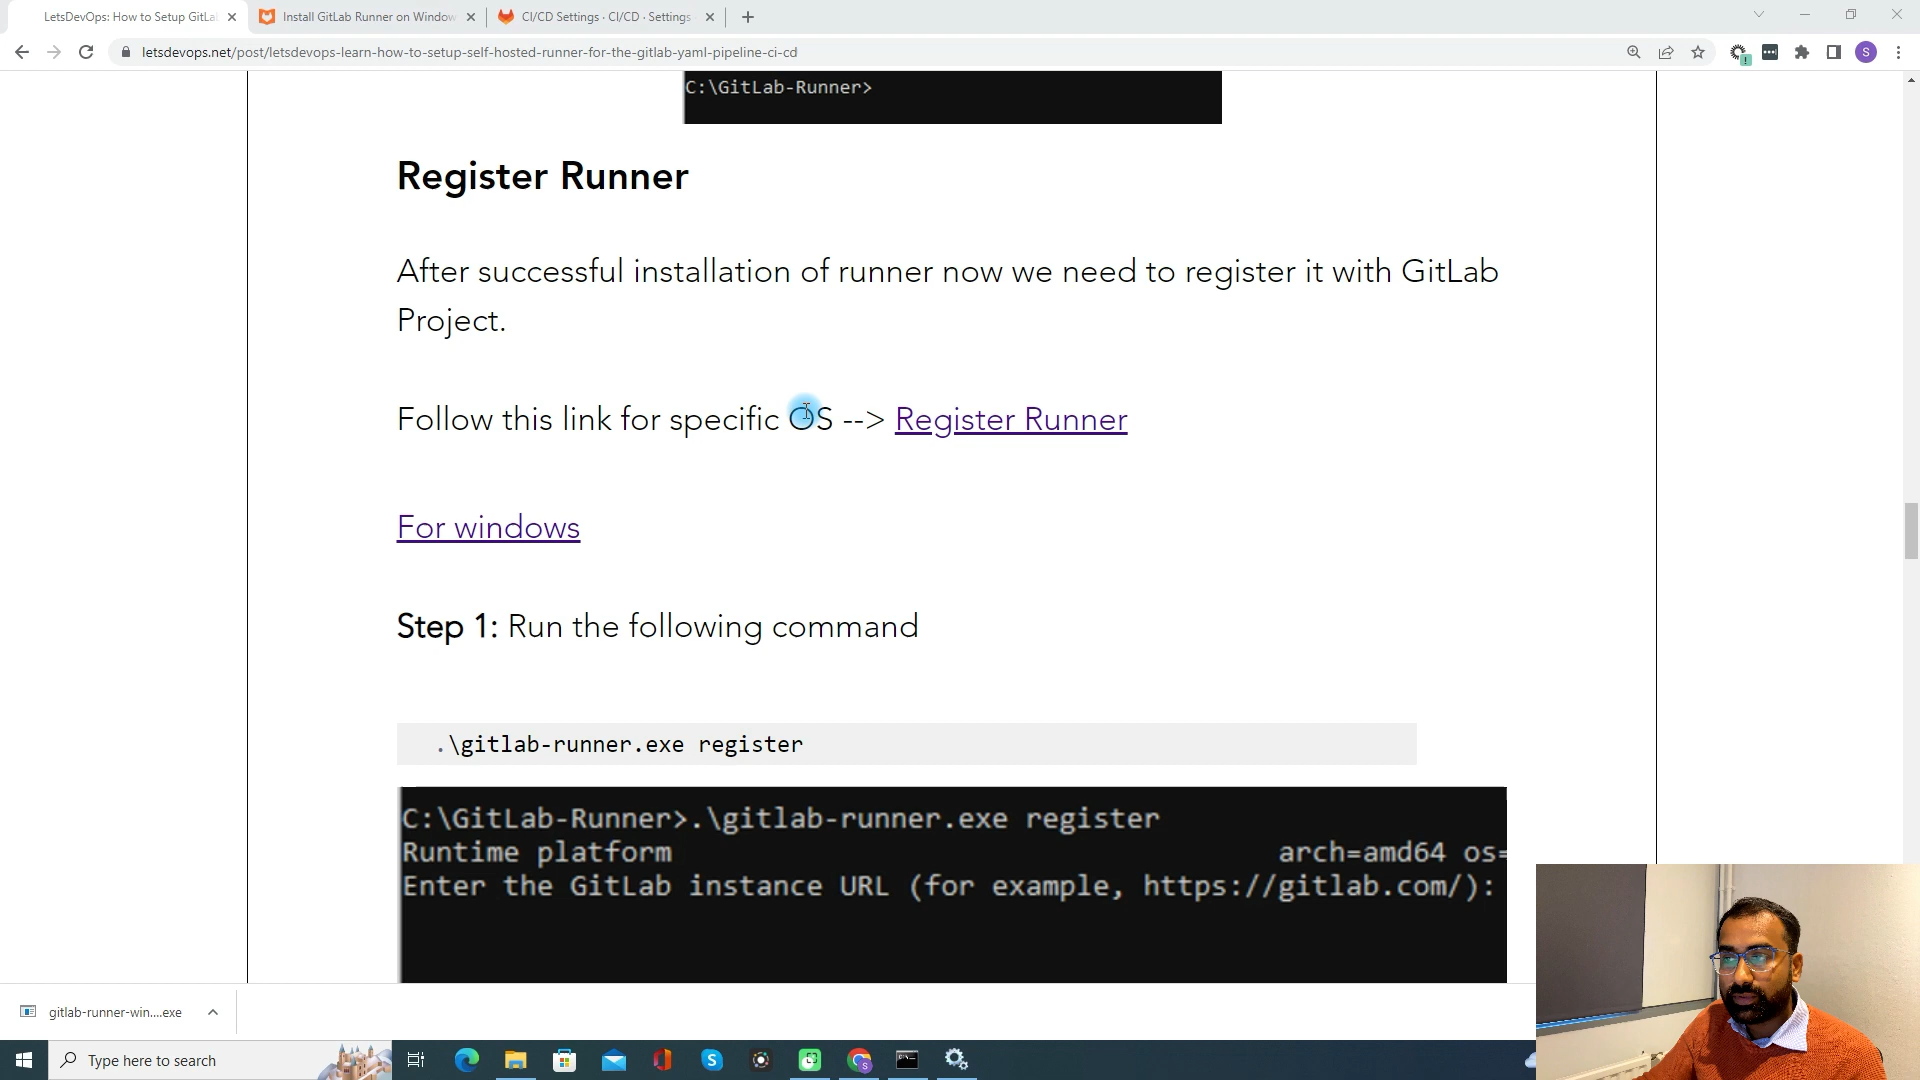 LetsDevOps: How to Setup GitLa
Install GitLab Runner on Window
CI/CD Settings · CI/CD · Settings
letsdevops.net/post/letsdevops-learn-how-to-setup-self-hosted-runner-for-the-gitlab-yaml-pipeline-ci-cd
S
C:\GitLab-Runner>
Register Runner
After successful installation of runner now we need to register it with GitLab
Project.
Follow this link for specific OS --> Register Runner
For windows
Step 1: Run the following command
.\gitlab-runner.exe register
C:\GitLab-Runner>.\gitlab-runner.exe register
Runtime platform arch=amd64 os=
Enter the GitLab instance URL (for example, https://gitlab.com/):
gitlab-runner-win....exe
Type here to search